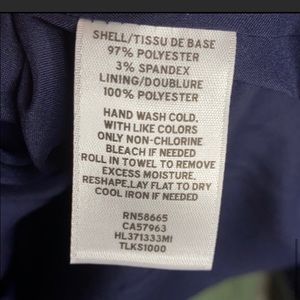 SHELL/TISSU DE BASE
97% POLYESTER
3% SPANDEX
LINING/DOUBLURE
100% POLYESTER
HAND WASH COLD.
WITH LIKE COLORS
ONLY NON-CHLORINE
BLEACH IF NEEDED
ROLL IN TOWEL TO REMOVE
EXCESS MOISTURE,
RESHAPE,LAY FLAT TO DRY
COOL IRON IF NEEDED
RN58665
CA57963
HL371333MI
TLKS1000